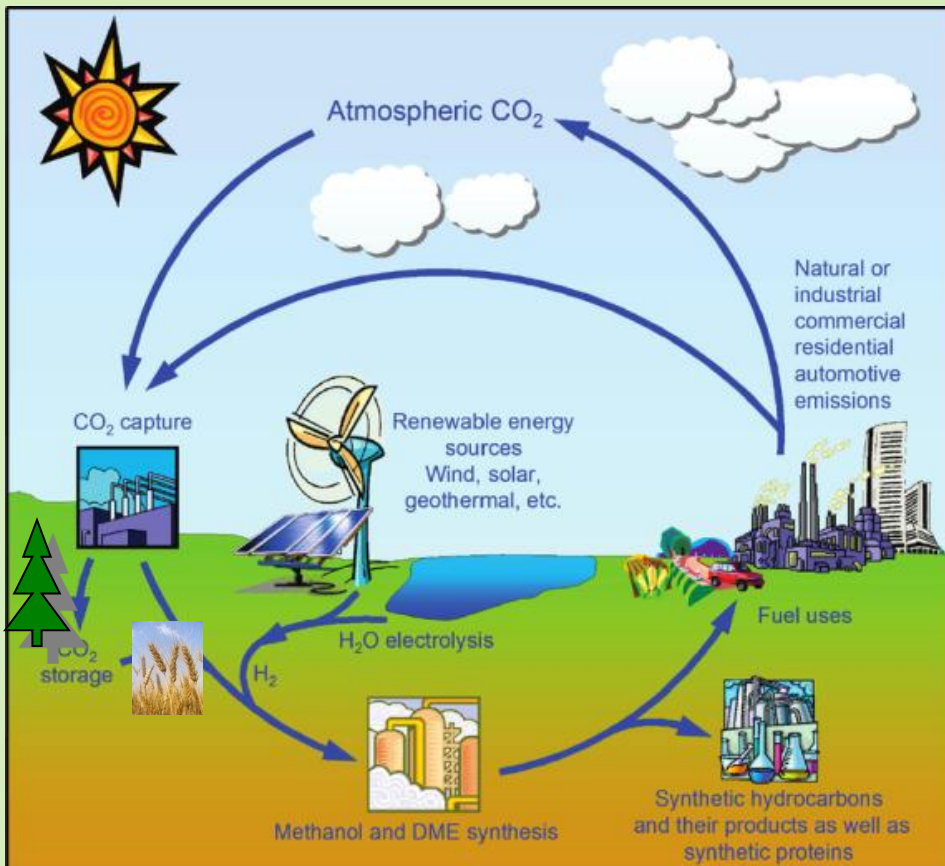 Atmospheric CO₂
Natural or
industrial
commercial
residential
automotive
emissions
CO₂ capture
Renewable energy
sources
Wind, solar,
geothermal, etc.
H₂O electrolysis
Fuel uses
CO₂
storage
H₂
Methanol and DME synthesis
Synthetic hydrocarbons
and their products as well as
synthetic proteins